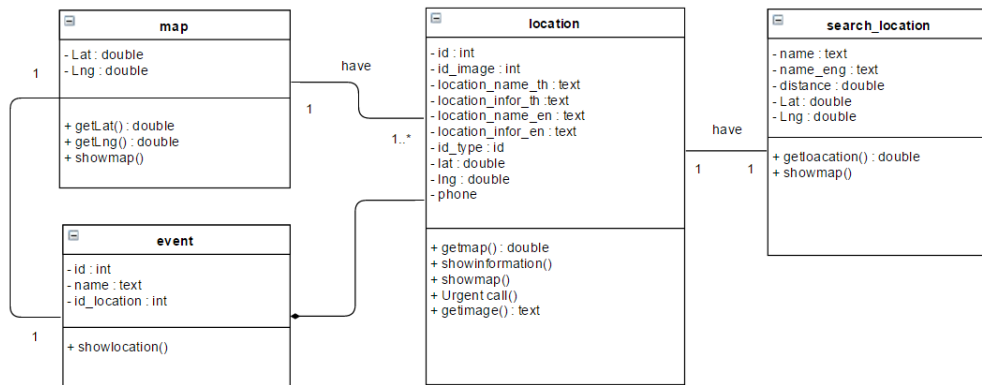 map
- Lat : double
- Lng : double
+ getLat() : double
+ getLng() : double
+ showmap()
1
have
1
1..*
location
- id : int
- id_image : int
- location_name_th : text
- location_infor_th :text
- location_name_en : text
- location_infor_en : text
- id_type : id
- lat : double
- lng : double
- phone
+ getmap() : double
+ showinformation()
+ showmap()
+ Urgent call()
+ getimage() : text
have
1
1
search_location
- name : text
- name_eng : text
- distance : double
- Lat : double
- Lng : double
+ getloacation() : double
+ showmap()
event
- id : int
- name : text
- id_location : int
+ showlocation()
1